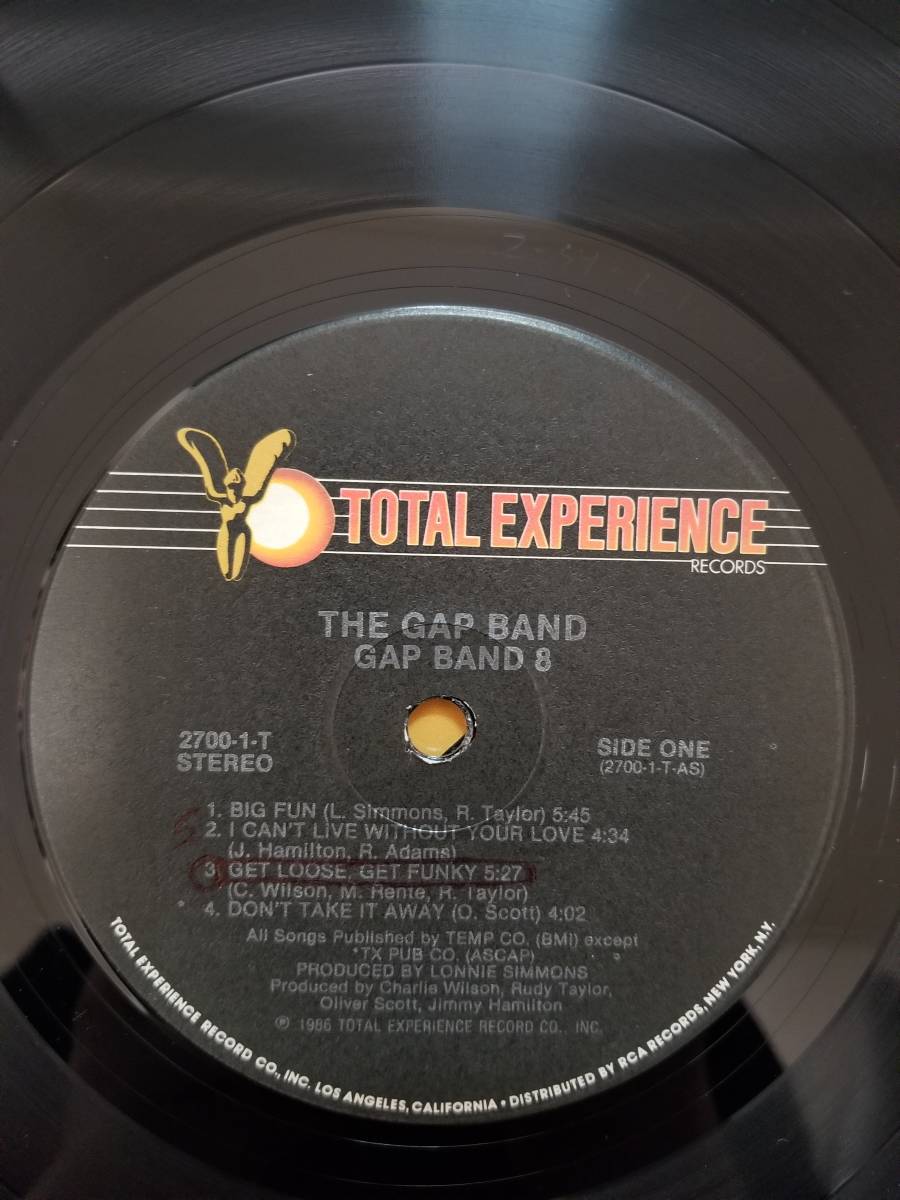 TOTAL EXPERIENCE
RECORDS
THE GAP BAND
GAP BAND 8
2700-1-T
STEREO
SIDE ONE
(2700-1-T-AS)
1. BIG FUN (L. Simmons, R. Taylor) 5:45
2. I CAN'T LIVE WITHOUT YOUR LOVE 4:34
(J. Hamilton, R. Adams)
3. GET LOOSE, GET FUNKY 5:27
(C. Wilson, M. Rente, R. Taylor)
* 4. DON'T TAKE IT AWAY (O. Scott) 4:02
All Songs Published by TEMP CO. (BMI) except
*TX PUB CO. (ASCAP)
PRODUCED BY LONNIE SIMMONS
Produced by Charlie Wilson, Rudy Taylor,
Oliver Scott, Jimmy Hamilton
℗ 1986 TOTAL EXPERIENCE RECORD CO., INC.
TOTAL EXPERIENCE RECORD CO., INC. LOS ANGELES, CALIFORNIA • DISTRIBUTED BY RCA RECORDS, NEW YORK, N.Y.